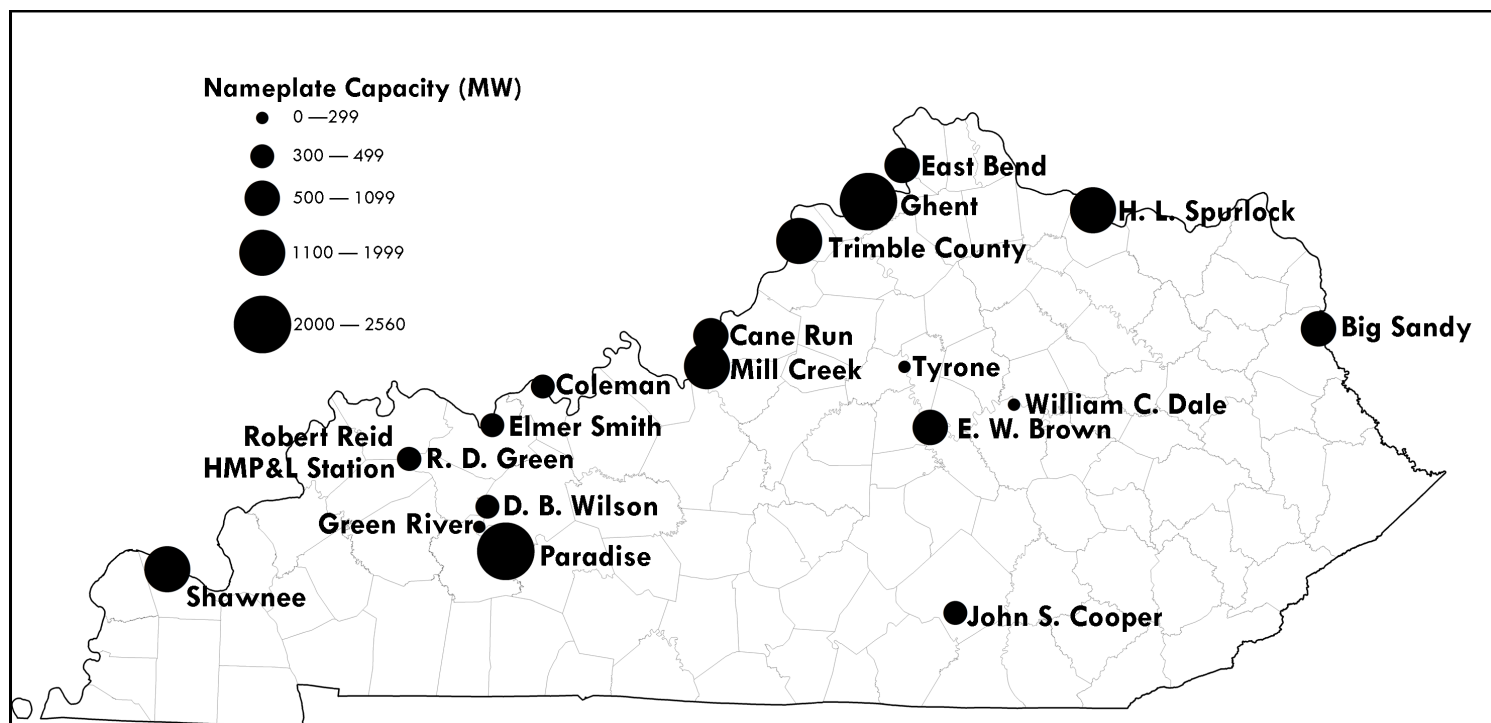 Nameplate Capacity (MW)
0 —299
300 — 499
500 — 1099
1100 — 1999
2000 — 2560
East Bend
Ghent
H. L. Spurlock
Trimble County
Cane Run
Big Sandy
Mill Creek
Tyrone
Coleman
William C. Dale
Elmer Smith
E. W. Brown
Robert Reid
HMP&L Station
R. D. Green
D. B. Wilson
Green River
Paradise
Shawnee
John S. Cooper